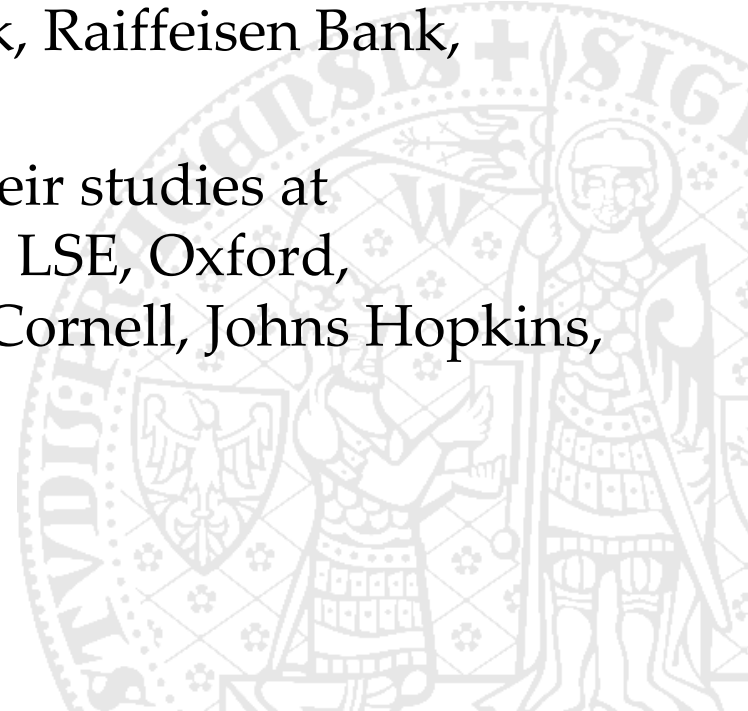 k, Raiffeisen Bank,
eir studies at
LSE, Oxford,
Cornell, Johns Hopkins,
W